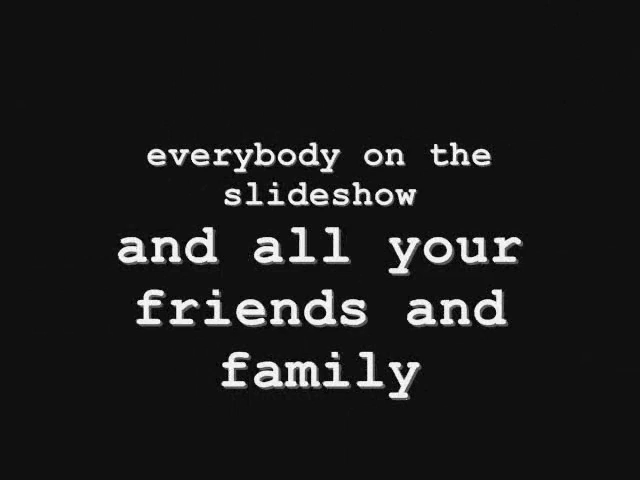 everybody on the
slideshow
and all your
friends and
family